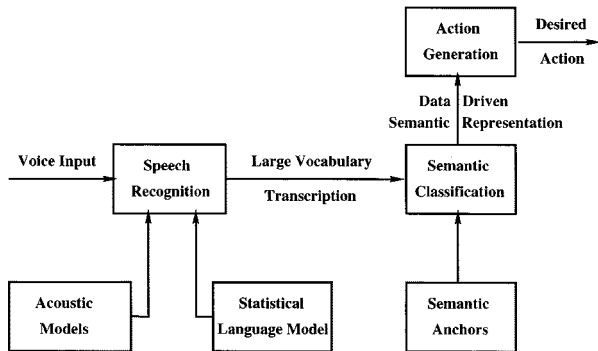 Action
Generation
Desired
Action
Data Driven
Semantic Representation
Voice Input
Speech
Recognition
Large Vocabulary
Transcription
Semantic
Classification
Acoustic
Models
Statistical
Language Model
Semantic
Anchors